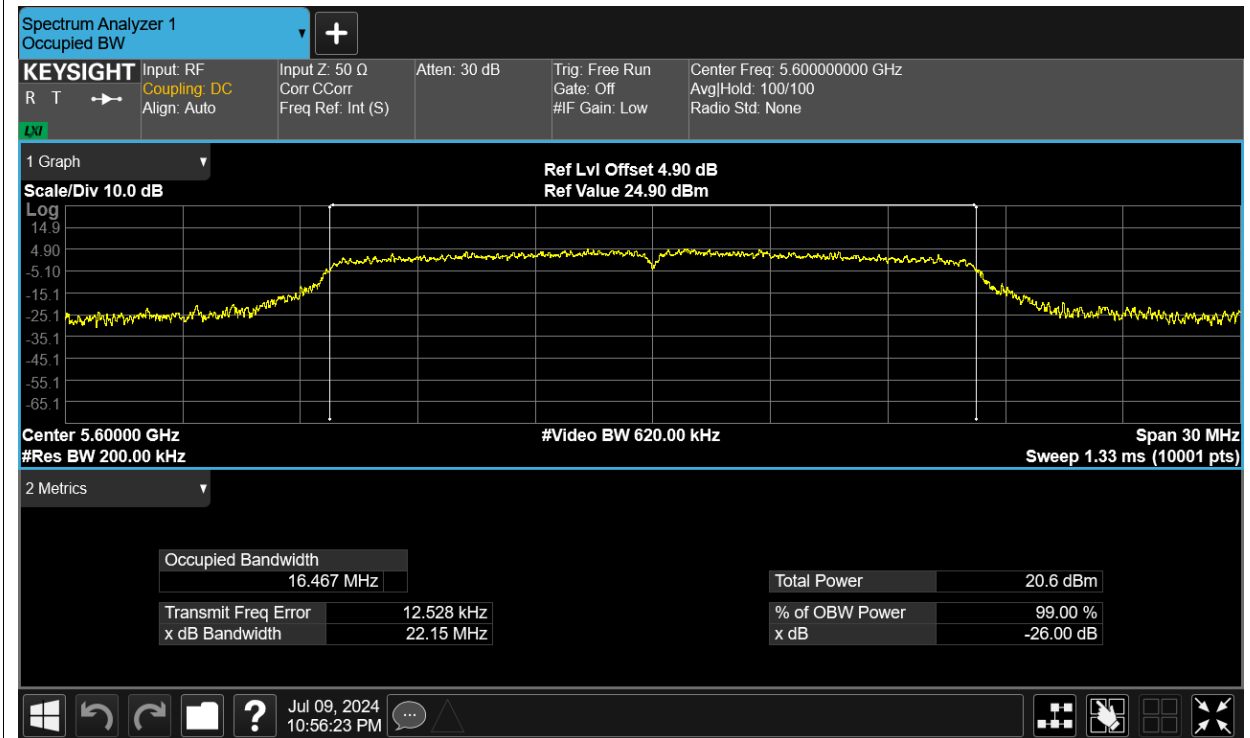 Spectrum Analyzer 1
Occupied BW
KEYSIGHT
R T
LXI
Input: RF
Coupling: DC
Align: Auto
Input Z: 50 Ω
Corr CCorr
Freq Ref: Int (S)
Atten: 30 dB
Trig: Free Run
Gate: Off
#IF Gain: Low
Center Freq: 5.600000000 GHz
Avg|Hold: 100/100
Radio Std: None
1 Graph
Scale/Div 10.0 dB
Ref Lvl Offset 4.90 dB
Ref Value 24.90 dBm
Log
14.9
4.90
-5.10
-15.1
-25.1
-35.1
-45.1
-55.1
-65.1
Center 5.60000 GHz
#Res BW 200.00 kHz
#Video BW 620.00 kHz
Span 30 MHz
Sweep 1.33 ms (10001 pts)
2 Metrics
Occupied Bandwidth
16.467 MHz
Transmit Freq Error 12.528 kHz
x dB Bandwidth 22.15 MHz
Total Power 20.6 dBm
% of OBW Power 99.00 %
x dB -26.00 dB
?
Jul 09, 2024
10:56:23 PM